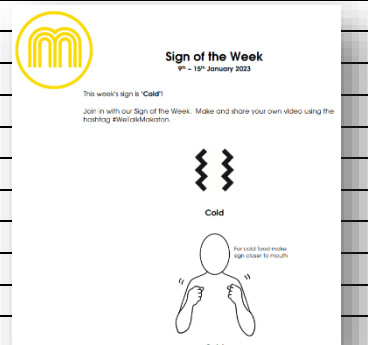 Sign of the Week
9th – 15th January 2023
This week's sign is 'Cold'!
Join in with our Sign of the Week. Make and share your own video using the
hashtag #WeTalkMakaton.
Cold
For cold food make
sign closer to mouth